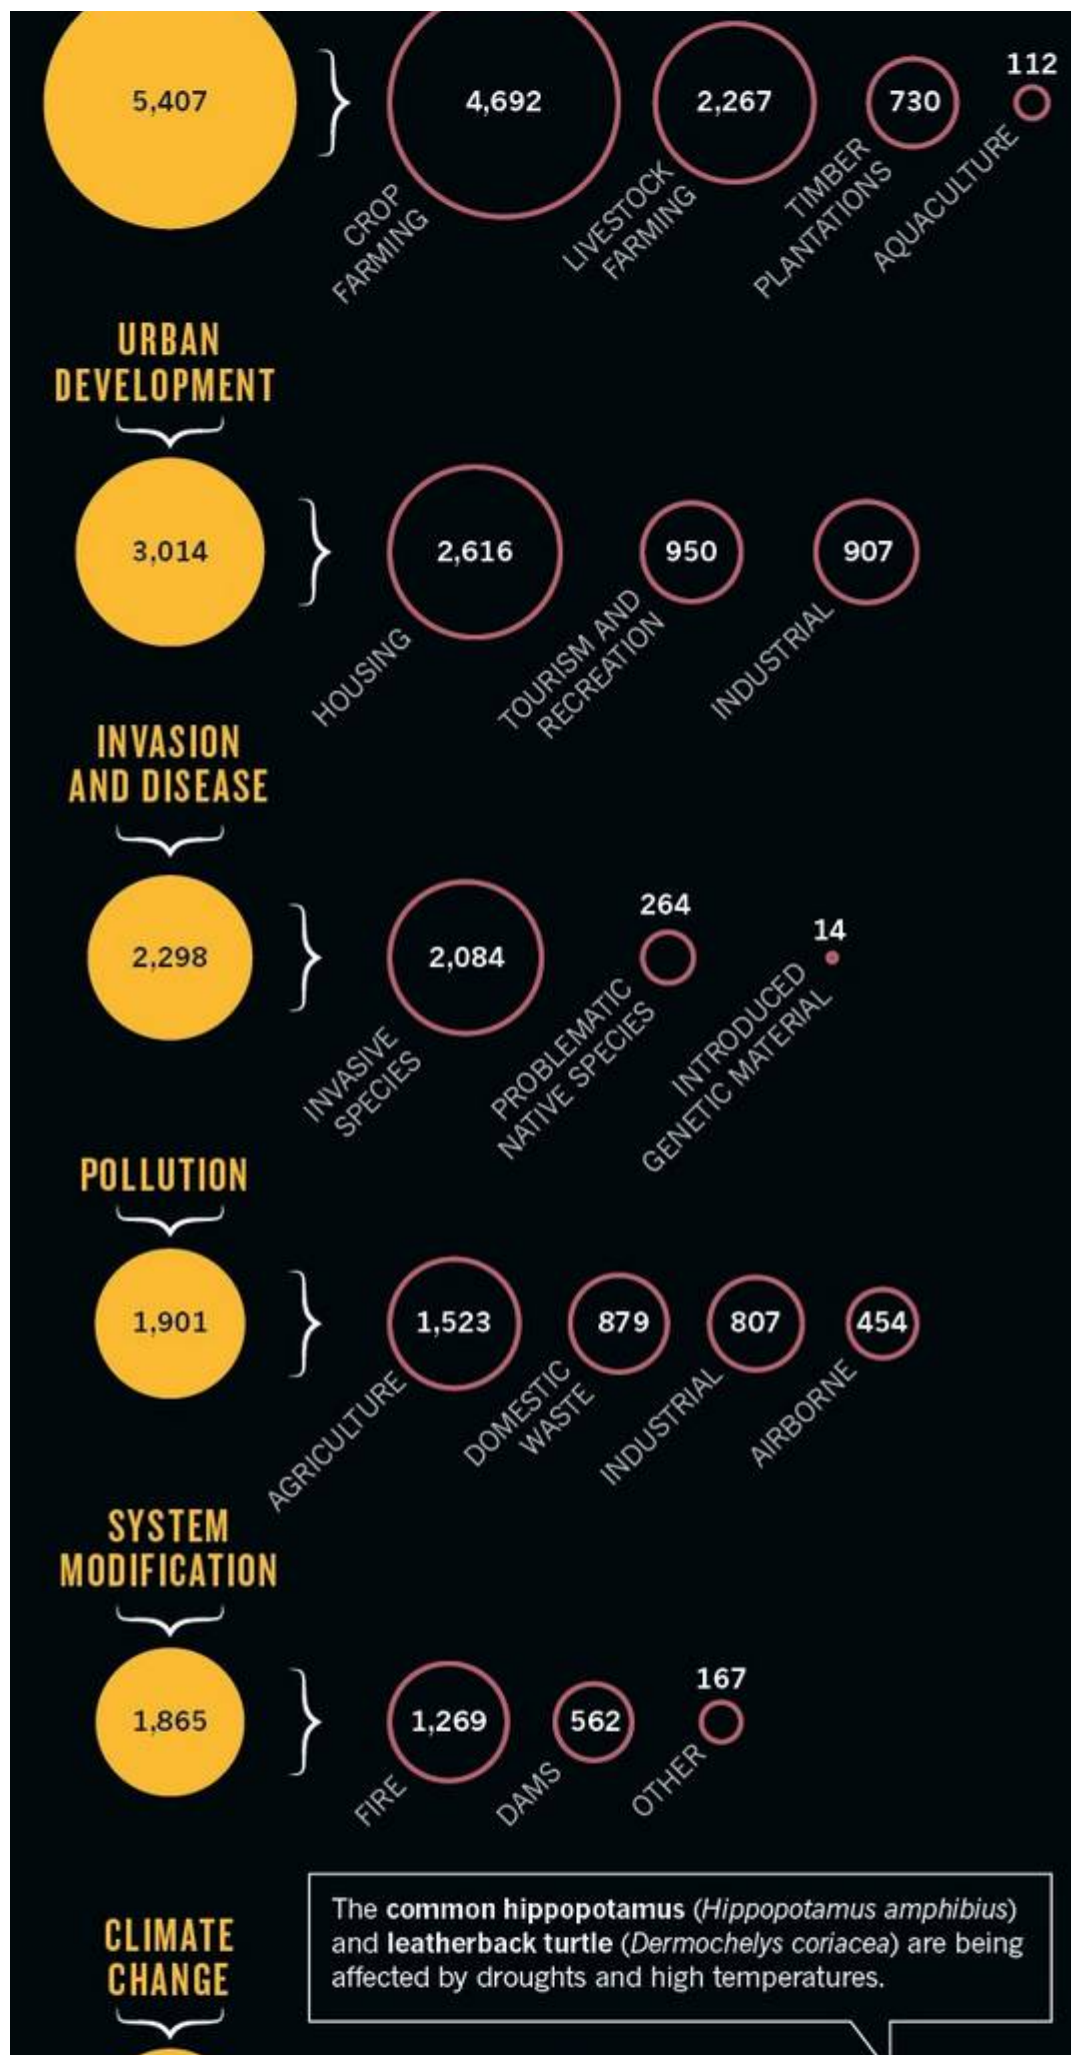 5,407
4,692
2,267
730
112
CROP
FARMING
LIVESTOCK
FARMING
TIMBER
PLANTATIONS
AQUACULTURE
URBAN
DEVELOPMENT
3,014
2,616
950
907
HOUSING
TOURISM AND
RECREATION
INDUSTRIAL
INVASION
AND DISEASE
2,298
2,084
264
14
INVASIVE
SPECIES
PROBLEMATIC
NATIVE SPECIES
INTRODUCED
GENETIC MATERIAL
POLLUTION
1,901
1,523
879
807
454
AGRICULTURE
DOMESTIC
WASTE
INDUSTRIAL
AIRBORNE
SYSTEM
MODIFICATION
1,865
1,269
562
167
FIRE
DAMS
OTHER
CLIMATE
CHANGE
The common hippopotamus (Hippopotamus amphibius)
and leatherback turtle (Dermochelys coriacea) are being
affected by droughts and high temperatures.